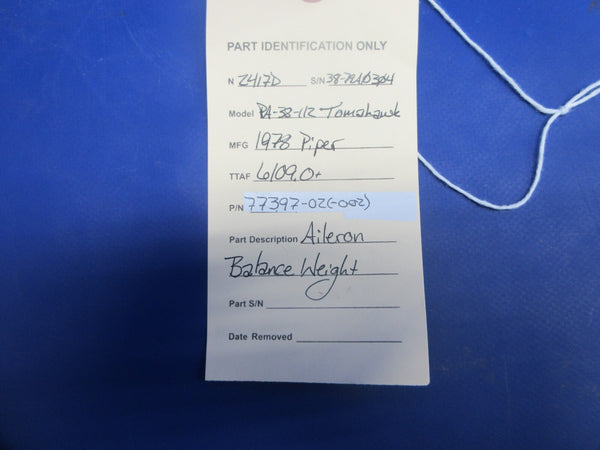 PART IDENTIFICATION ONLY
N 2417D S/N 38-79A0304
Model PA-38-112 Tomahawk
MFG 1978 Piper
TTAF 6109.0+
P/N 77397-02(-002)
Part Description Aileron
Balance Weight
Part S/N
Date Removed